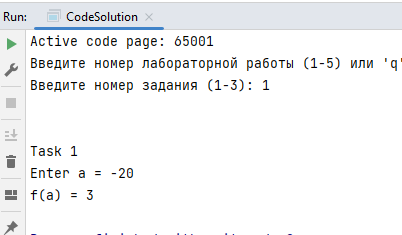 Run: CodeSolution
Active code page: 65001
Введите номер лабораторной работы (1-5) или 'q'
Введите номер задания (1-3): 1
Task 1
Enter a = -20
f(a) = 3